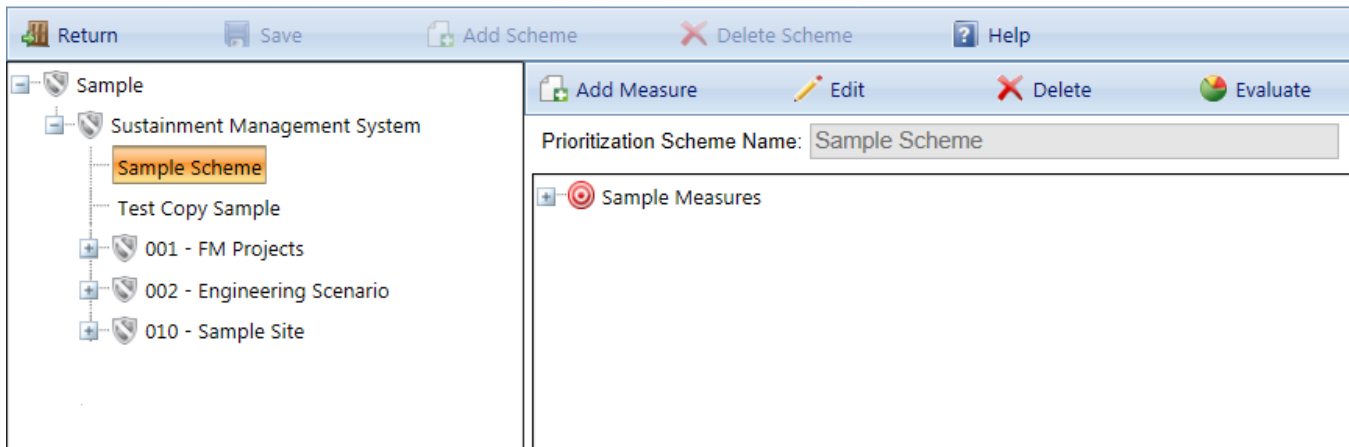 Return Save Add Scheme Delete Scheme Help
Sample
Sustainment Management System
Sample Scheme
Test Copy Sample
001 - FM Projects
002 - Engineering Scenario
010 - Sample Site
Add Measure Edit Delete Evaluate
Prioritization Scheme Name: Sample Scheme
Sample Measures